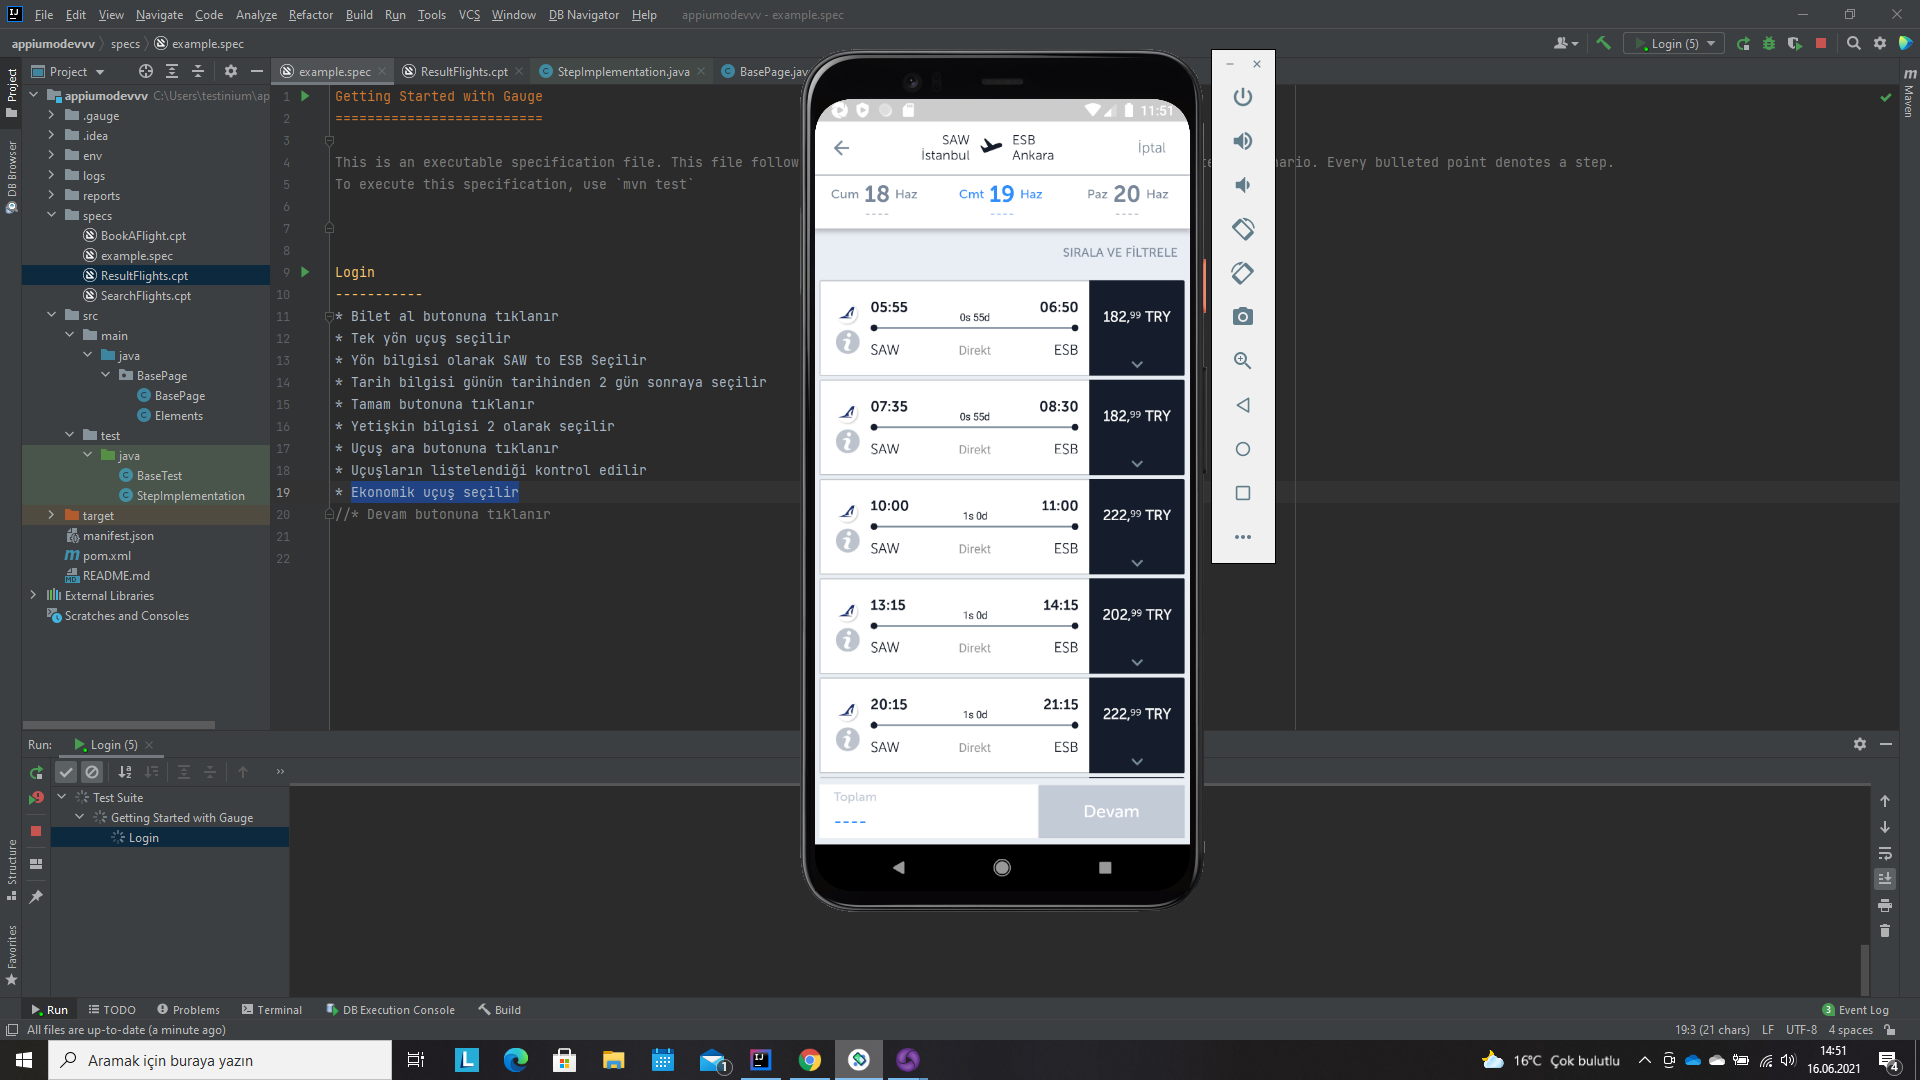 File Edit View Navigate Code Analyze Refactor Build Run Tools VCS Window DB Navigator Help appiumodevvv - example.spec
appiumodevvv specs example.spec
Login (5)
Project
example.spec ResultFlights.cpt StepImplementation.java BasePage.jav
appiumodevvv C:\Users\testinium\ap
.gauge
.idea
env
logs
reports
specs
BookAFlight.cpt
example.spec
ResultFlights.cpt
SearchFlights.cpt
src
main
java
BasePage
BasePage
Elements
test
java
BaseTest
StepImplementation
target
manifest.json
pom.xml
README.md
External Libraries
Scratches and Consoles
Project
DB Browser
Structure
Favorites
Maven
1 Getting Started with Gauge
2 ==========================
3
4 This is an executable specification file. This file follow
nario. Every bulleted point denotes a step.
5 To execute this specification, use `mvn test`
6
7
8
9 Login
10 -----------
11 * Bilet al butonuna tıklanır
12 * Tek yön uçuş seçilir
13 * Yön bilgisi olarak SAW to ESB Seçilir
14 * Tarih bilgisi günün tarihinden 2 gün sonraya seçilir
15 * Tamam butonuna tıklanır
16 * Yetişkin bilgisi 2 olarak seçilir
17 * Uçuş ara butonuna tıklanır
18 * Uçuşların listelendiği kontrol edilir
19 * Ekonomik uçuş seçilir
20 //* Devam butonuna tıklanır
21
22
11:51
SAW ESB
İstanbul Ankara
İptal
Cum 18 Haz Cmt 19 Haz Paz 20 Haz
---- ---- ----
SIRALA VE FİLTRELE
05:55 0s 55d 06:50 182,99 TRY
SAW Direkt ESB
07:35 0s 55d 08:30 182,99 TRY
SAW Direkt ESB
10:00 1s 0d 11:00 222,99 TRY
SAW Direkt ESB
13:15 1s 0d 14:15 202,99 TRY
SAW Direkt ESB
20:15 1s 0d 21:15 222,99 TRY
SAW Direkt ESB
Toplam
----
Devam
Run: Login (5)
Test Suite
Getting Started with Gauge
Login
Run TODO Problems Terminal DB Execution Console Build 3 Event Log
All files are up-to-date (a minute ago) 19:3 (21 chars) LF UTF-8 4 spaces
Aramak için buraya yazın
1
16°C Çok bulutlu
14:51
16.06.2021
4